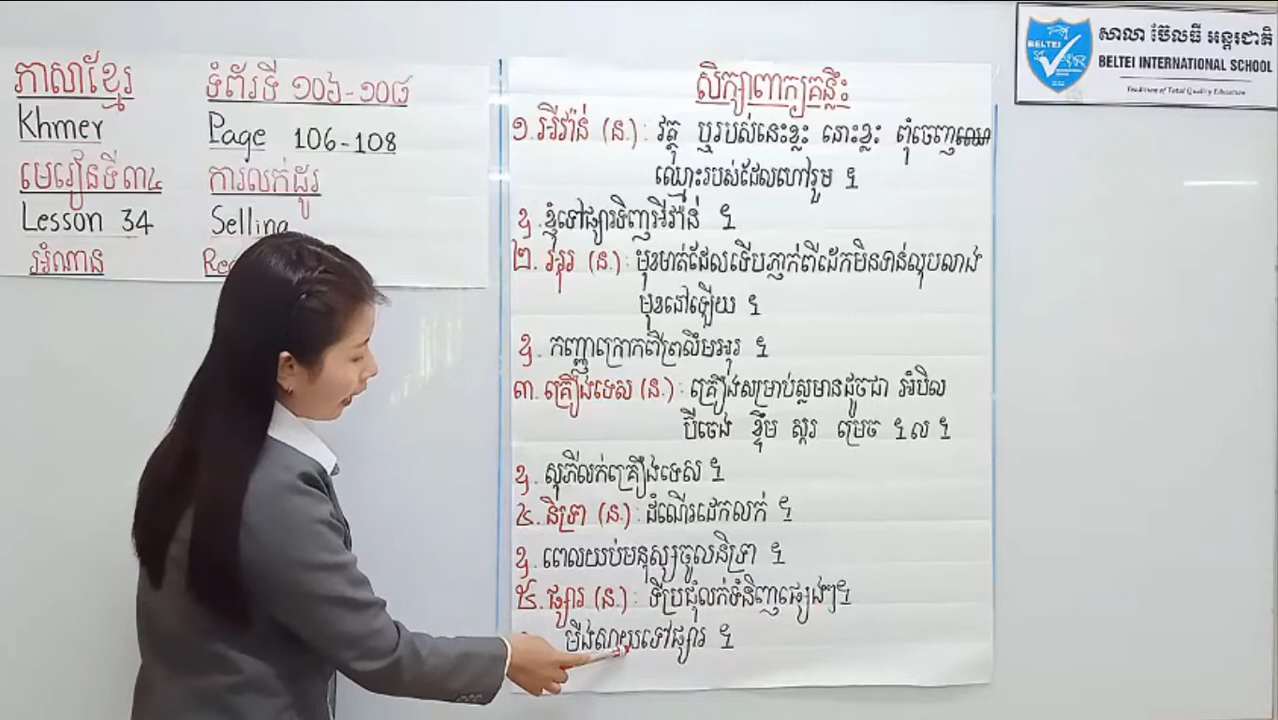 ភាសាខ្មែរ
ទំព័រទី ១០៦-១០៨
Khmer
Page 106-108
មេរៀនទី៣៤
ការលក់ដូរ
Lesson 34
Selling
អំណាន
សិក្សាពាក្យគន្លឹះ
១. អីវ៉ាន់ (ន.) : វត្ថុ ឬរបស់នេះខ្លះ នោះខ្លះ ពុំចេញ
ឈ្មោះរបស់ដែលហៅរួម ។
ឧ. ខ្ញុំទៅផ្សារទិញអីវ៉ាន់ ។
២. អរុរ (ន.) : មុខមាត់ដែលទើបភ្ញាក់ពីដេកមិនទាន់លុបលាង
មុខនៅឡើយ ។
ឧ. កញ្ញាក្រោកពីព្រលឹម ។
៣. គ្រឿងទេស (ន.) : គ្រឿងសម្រាប់ស្លមានដូចជា អំបិល
ប៊ីចេង ខ្ទឹម ស្ករ ម្រេច ។ល។
ឧ. សុភីលក់គ្រឿងទេស ។
៤. និទ្រា (ន.) : ដំណើរដេកលក់ ។
ឧ. ពេលយប់មនុស្សចូលនិទ្រា ។
៥. ផ្សារ (ន.) : ទីប្រជុំលក់ទំនិញផ្សេងៗ។
មីងណាយទៅផ្សារ ។
សាលា ប៊ែលធី អន្តរជាតិ
BELTEI INTERNATIONAL SCHOOL
Tradition of Total Quality Education
BELTEI